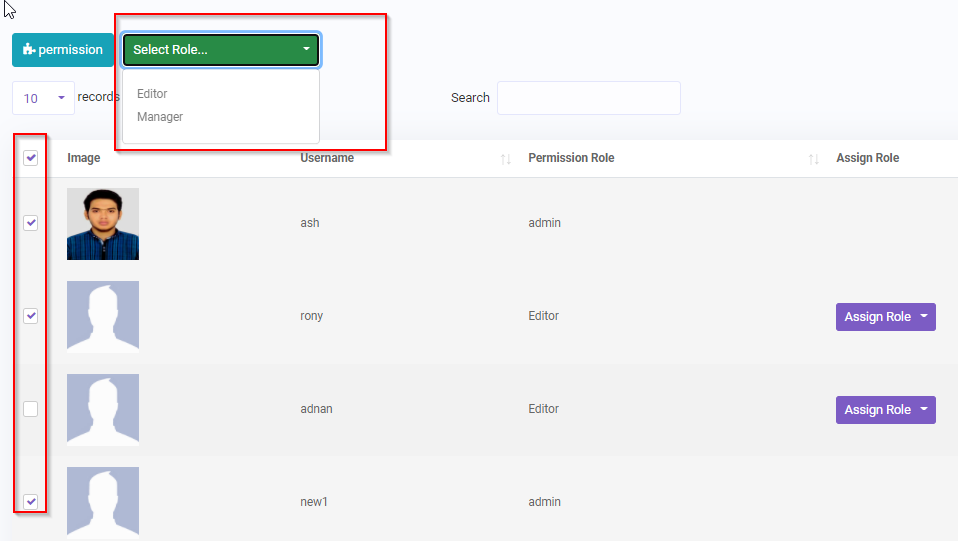 permission Select Role...
Editor
Manager
10 records
Search
Image Username Permission Role Assign Role
ash admin
rony Editor Assign Role
adnan Editor Assign Role
new1 admin